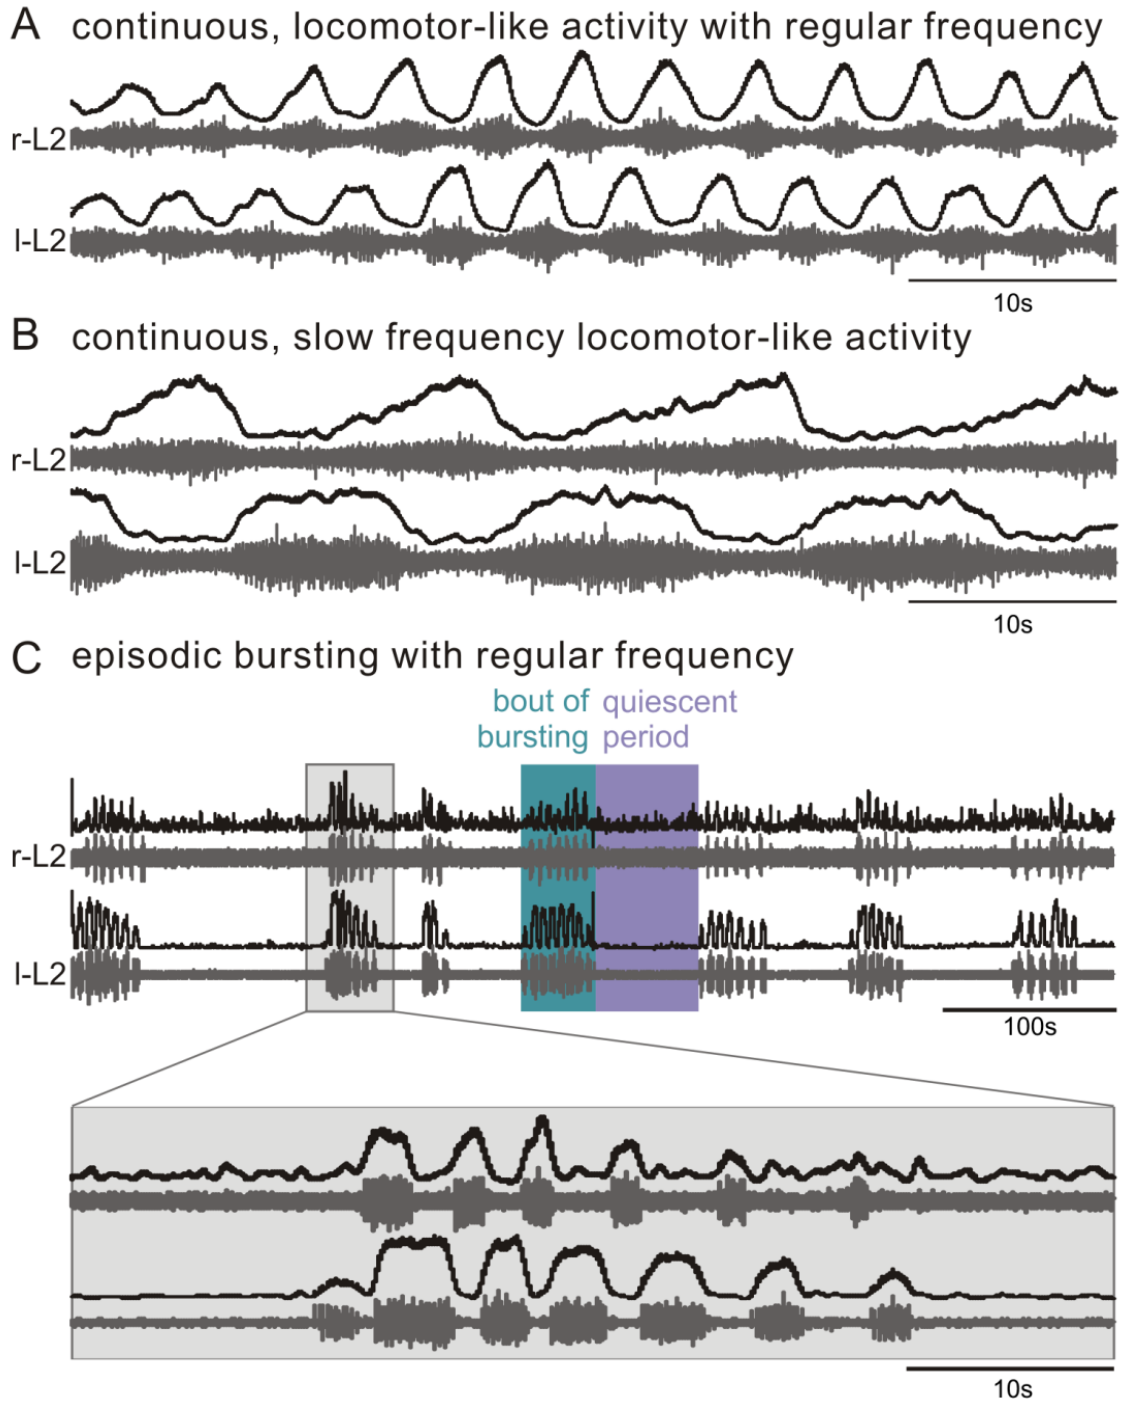 A continuous, locomotor-like activity with regular frequency
r-L2
l-L2
10s
B continuous, slow frequency locomotor-like activity
r-L2
l-L2
10s
C episodic bursting with regular frequency
bout of quiescent
bursting period
r-L2
l-L2
100s
10s